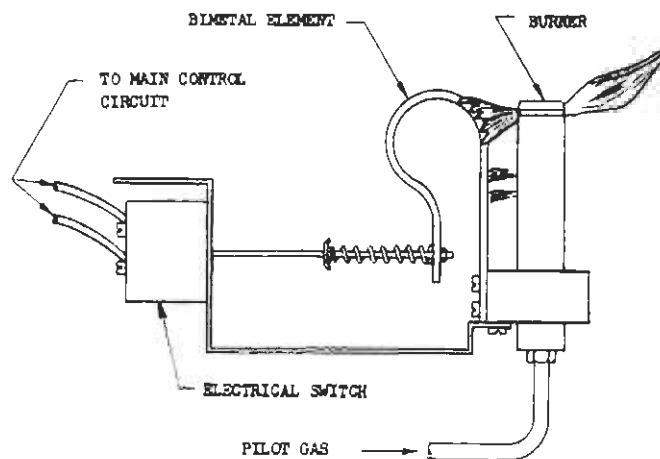 BIMETAL ELEMENT
BURNER
TO MAIN CONTROL
CIRCUIT
ELECTRICAL SWITCH
PILOT GAS